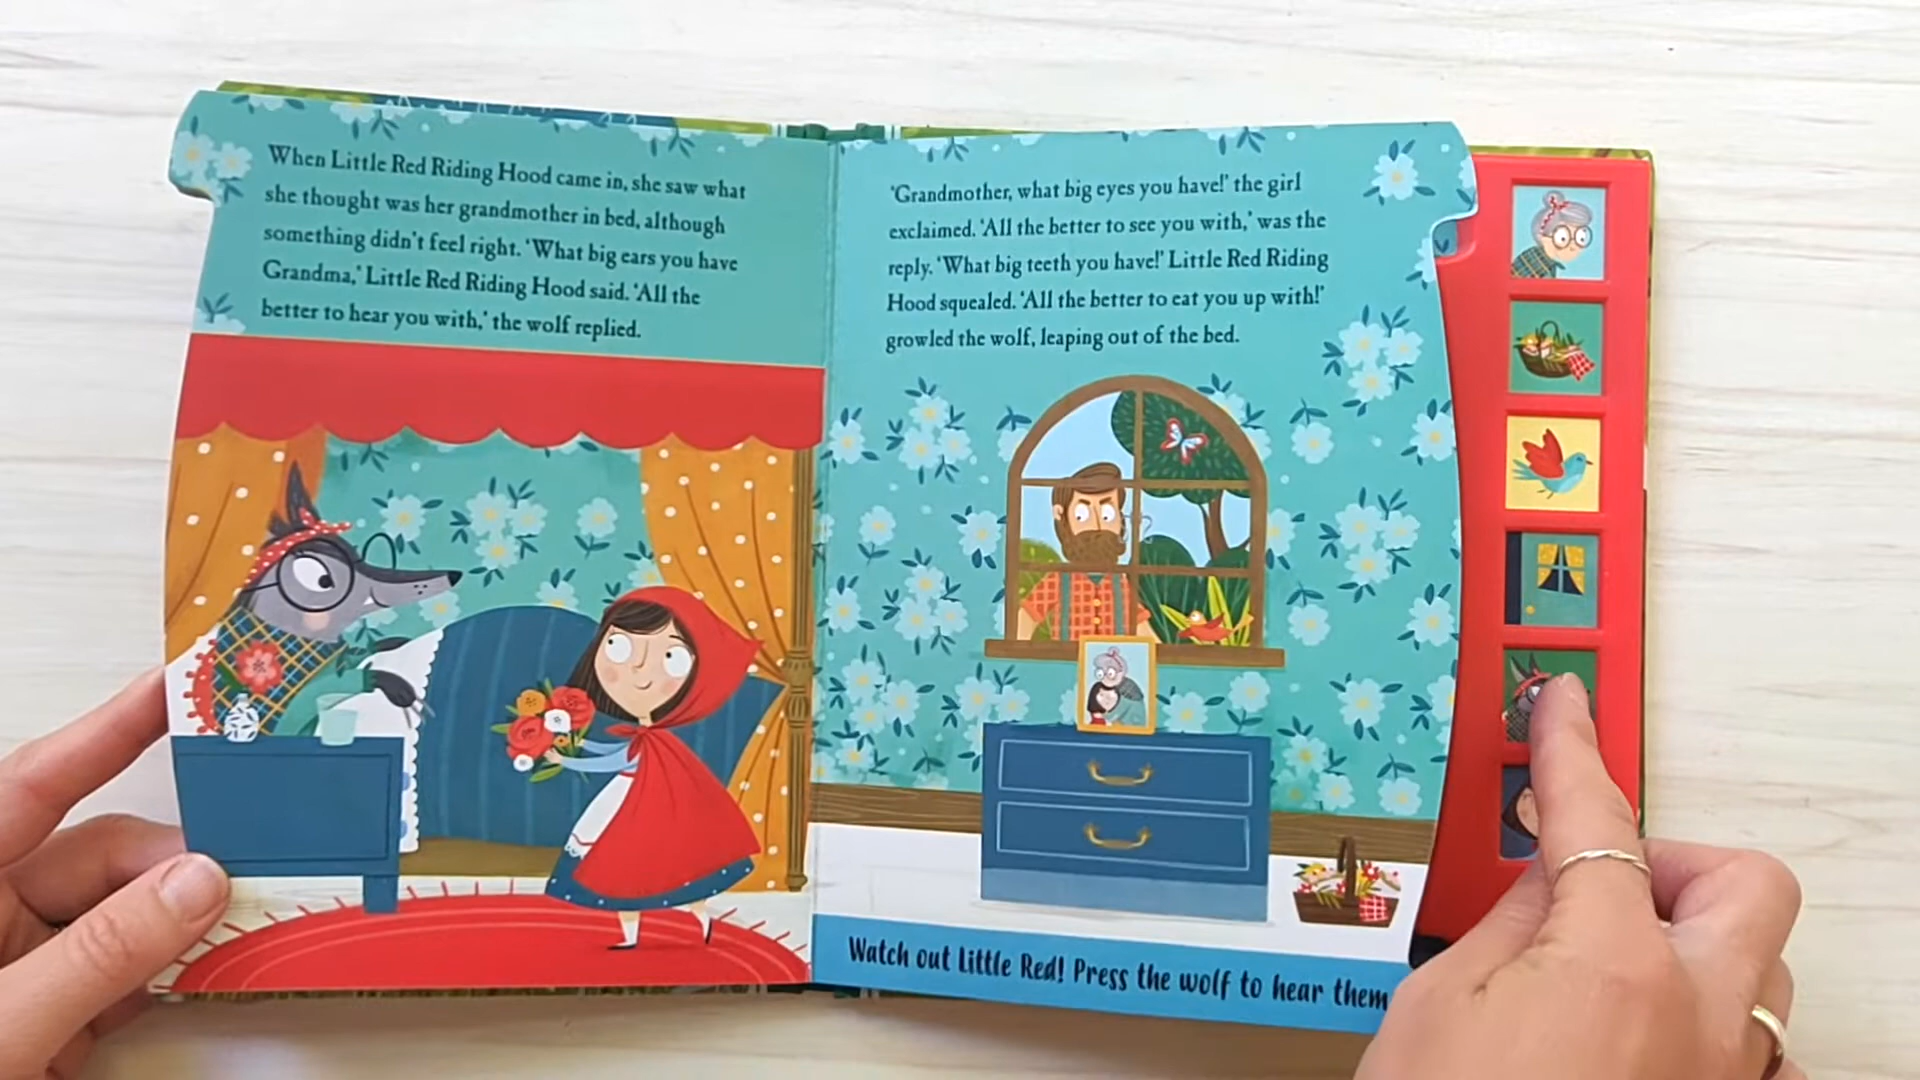 When Little Red Riding Hood came in, she saw what
she thought was her grandmother in bed, although
something didn't feel right. 'What big ears you have
Grandma,' Little Red Riding Hood said. 'All the
better to hear you with,' the wolf replied.
'Grandmother, what big eyes you have!' the girl
exclaimed. 'All the better to see you with,' was the
reply. 'What big teeth you have!' Little Red Riding
Hood squealed. 'All the better to eat you up with!'
growled the wolf, leaping out of the bed.
Watch out Little Red! Press the wolf to hear them